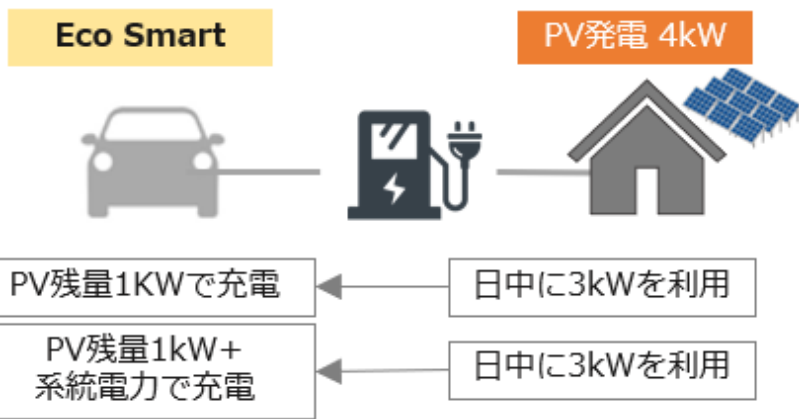 Eco Smart
PV発電 4kW
PV残量1KWで充電
日中に3kWを利用
PV残量1kW+
系統電力で充電
日中に3kWを利用